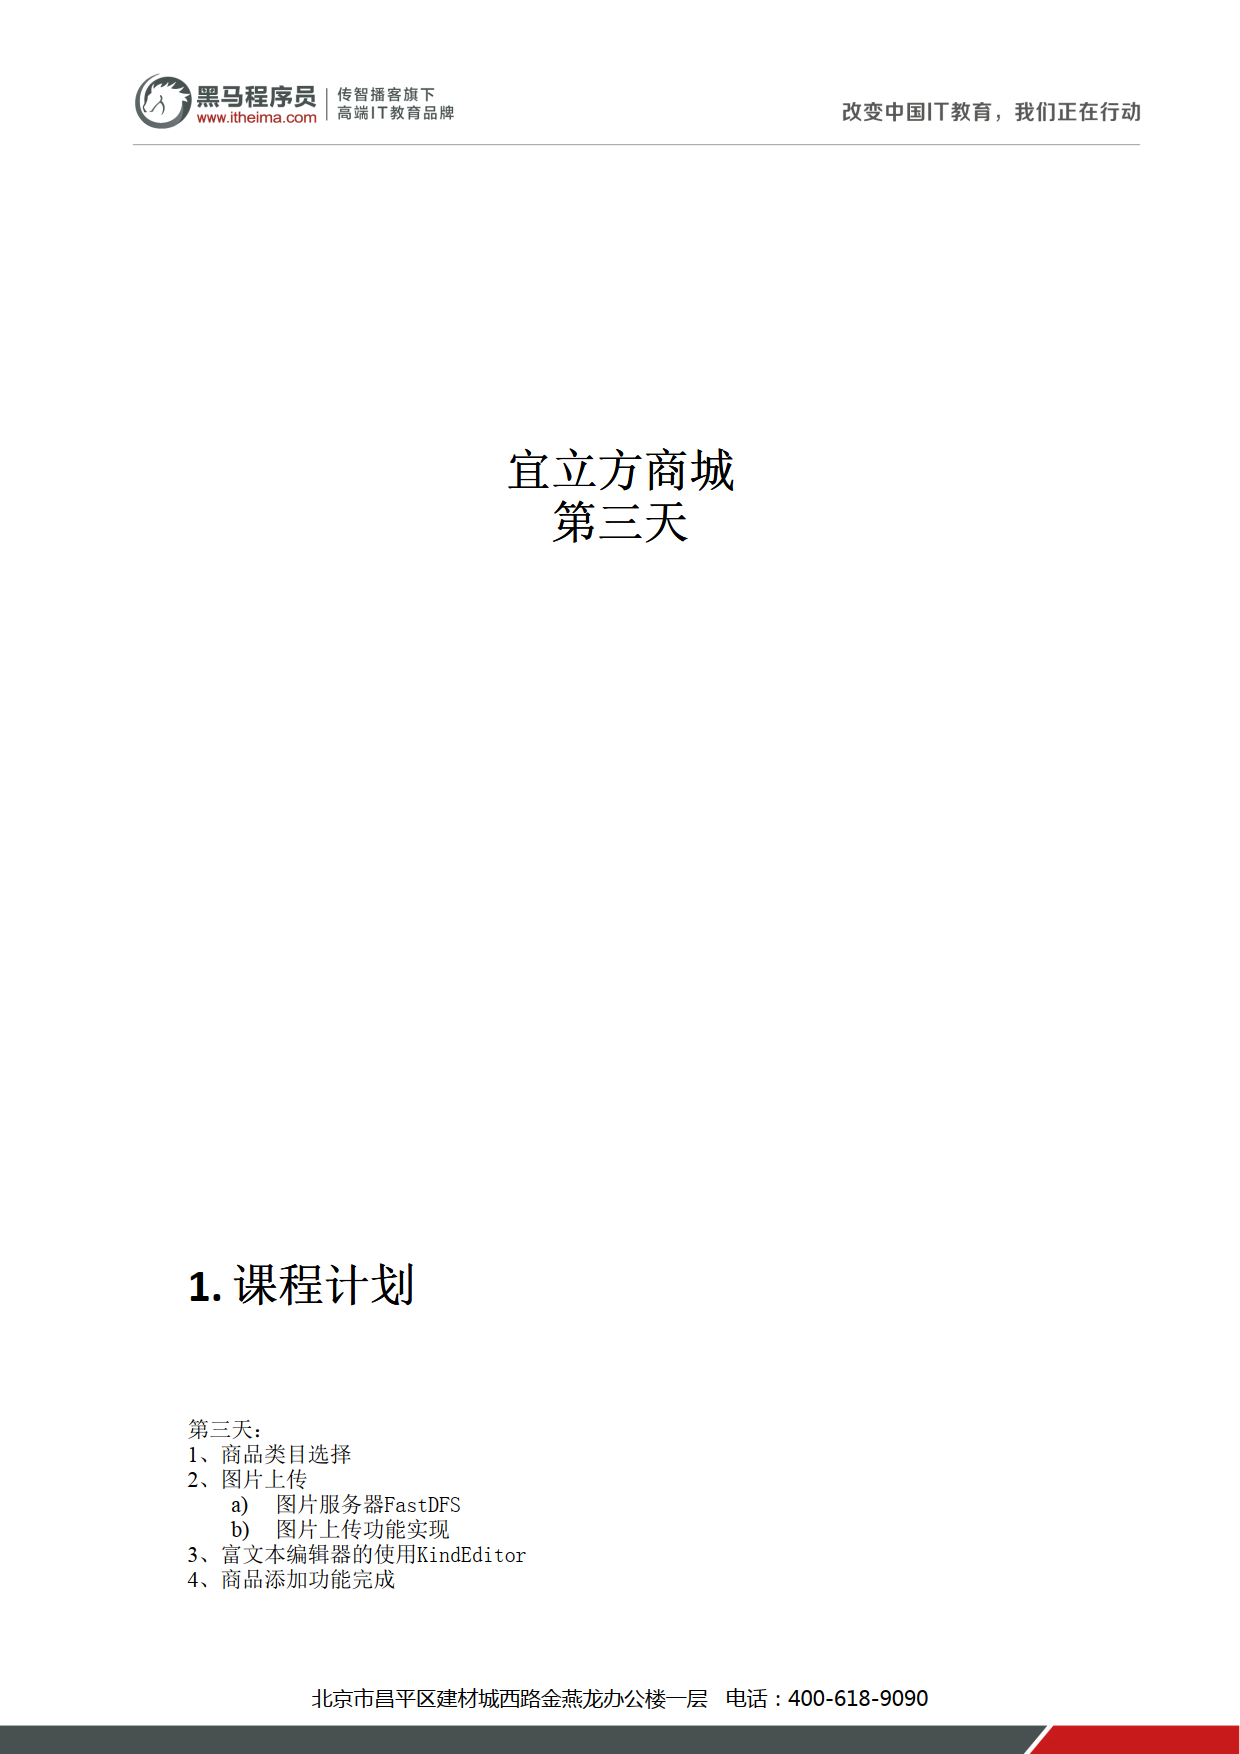 黑马程序员
www.itheima.com
传智播客旗下
高端IT教育品牌
改变中国IT教育，我们正在行动
宜立方商城
第三天
1. 课程计划
第三天：
1、商品类目选择
2、图片上传
a) 图片服务器FastDFS
b) 图片上传功能实现
3、富文本编辑器的使用KindEditor
4、商品添加功能完成
北京市昌平区建材城西路金燕龙办公楼一层 电话：400-618-9090